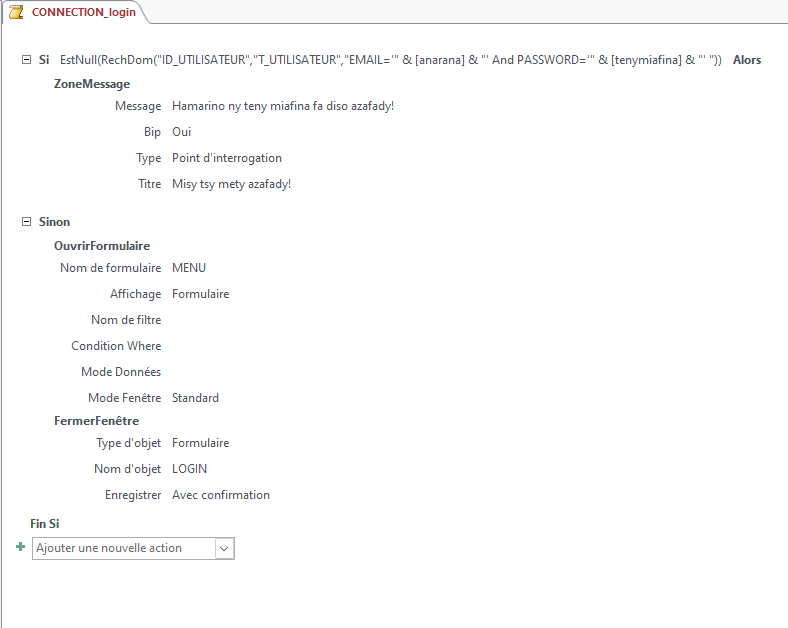 CONNECTION_login
Si EstNull(RechDom("ID_UTILISATEUR","T_UTILISATEUR","EMAIL='" & [anarana] & "' And PASSWORD='" & [tenymiafina] & "' ")) Alors
ZoneMessage
Message Hamarino ny teny miafina fa diso azafady!
Bip Oui
Type Point d'interrogation
Titre Misy tsy mety azafady!
Sinon
OuvrirFormulaire
Nom de formulaire MENU
Affichage Formulaire
Nom de filtre
Condition Where
Mode Données
Mode Fenêtre Standard
FermerFenêtre
Type d'objet Formulaire
Nom d'objet LOGIN
Enregistrer Avec confirmation
Fin Si
Ajouter une nouvelle action